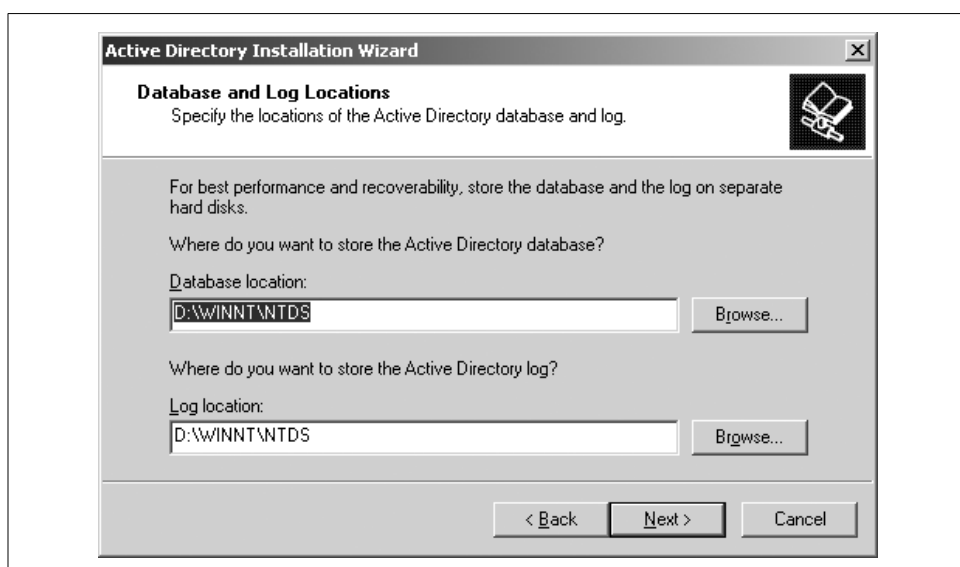 Active Directory Installation Wizard
Database and Log Locations
Specify the locations of the Active Directory database and log.
For best performance and recoverability, store the database and the log on separate
hard disks.
Where do you want to store the Active Directory database?
Database location:
D:\WINNT\NTDS
Browse...
Where do you want to store the Active Directory log?
Log location:
D:\WINNT\NTDS
Browse...
< Back Next > Cancel